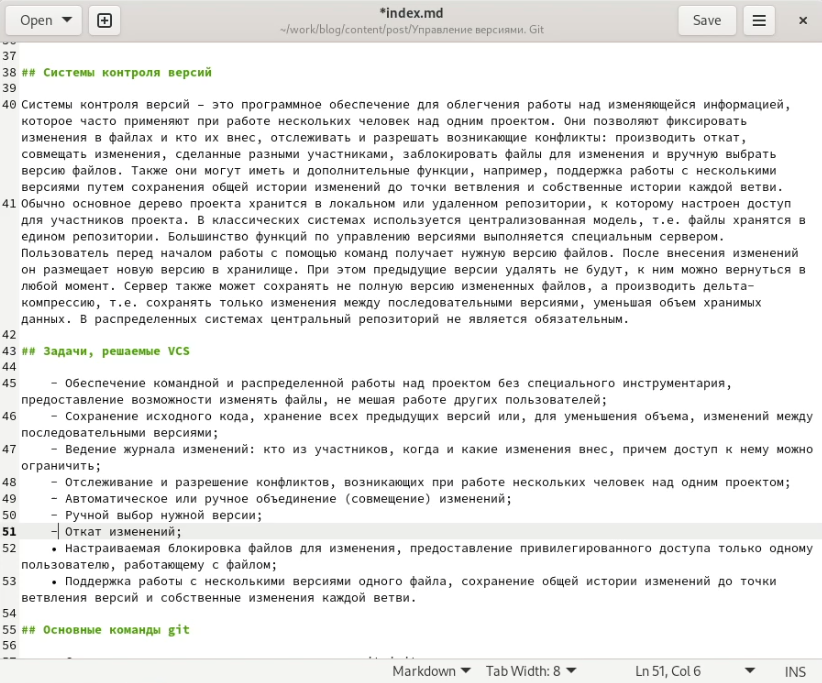 Open
*index.md
~/work/blog/content/post/Управление версиями. Git
Save
37
38 ## Системы контроля версий
39
40 Системы контроля версий – это программное обеспечение для облегчения работы над изменяющейся информацией,
которое часто применяют при работе нескольких человек над одним проектом. Они позволяют фиксировать
изменения в файлах и кто их внес, отслеживать и разрешать возникающие конфликты: производить откат,
совмещать изменения, сделанные разными участниками, заблокировать файлы для изменения и вручную выбрать
версию файлов. Также они могут иметь и дополнительные функции, например, поддержка работы с несколькими
версиями путем сохранения общей истории изменений до точки ветвления и собственные истории каждой ветви.
41 Обычно основное дерево проекта хранится в локальном или удаленном репозитории, к которому настроен доступ
для участников проекта. В классических системах используется централизованная модель, т.е. файлы хранятся в
едином репозитории. Большинство функций по управлению версиями выполняется специальным сервером.
Пользователь перед началом работы с помощью команд получает нужную версию файлов. После внесения изменений
он размещает новую версию в хранилище. При этом предыдущие версии удалять не будут, к ним можно вернуться в
любой момент. Сервер также может сохранять не полную версию измененных файлов, а производить дельта-
компрессию, т.е. сохранять только изменения между последовательными версиями, уменьшая объем хранимых
данных. В распределенных системах центральный репозиторий не является обязательным.
42
43 ## Задачи, решаемые VCS
44
45 - Обеспечение командной и распределенной работы над проектом без специального инструментария,
предоставление возможности изменять файлы, не мешая работе других пользователей;
46 - Сохранение исходного кода, хранение всех предыдущих версий или, для уменьшения объема, изменений между
последовательными версиями;
47 - Ведение журнала изменений: кто из участников, когда и какие изменения внес, причем доступ к нему можно
ограничить;
48 - Отслеживание и разрешение конфликтов, возникающих при работе нескольких человек над одним проектом;
49 - Автоматическое или ручное объединение (совмещение) изменений;
50 - Ручной выбор нужной версии;
51 - Откат изменений;
52 • Настраиваемая блокировка файлов для изменения, предоставление привилегированного доступа только одному
пользователю, работающему с файлом;
53 • Поддержка работы с несколькими версиями одного файла, сохранение общей истории изменений до точки
ветвления версий и собственные изменения каждой ветви.
54
55 ## Основные команды git
56
Markdown
Tab Width: 8
Ln 51, Col 6
INS